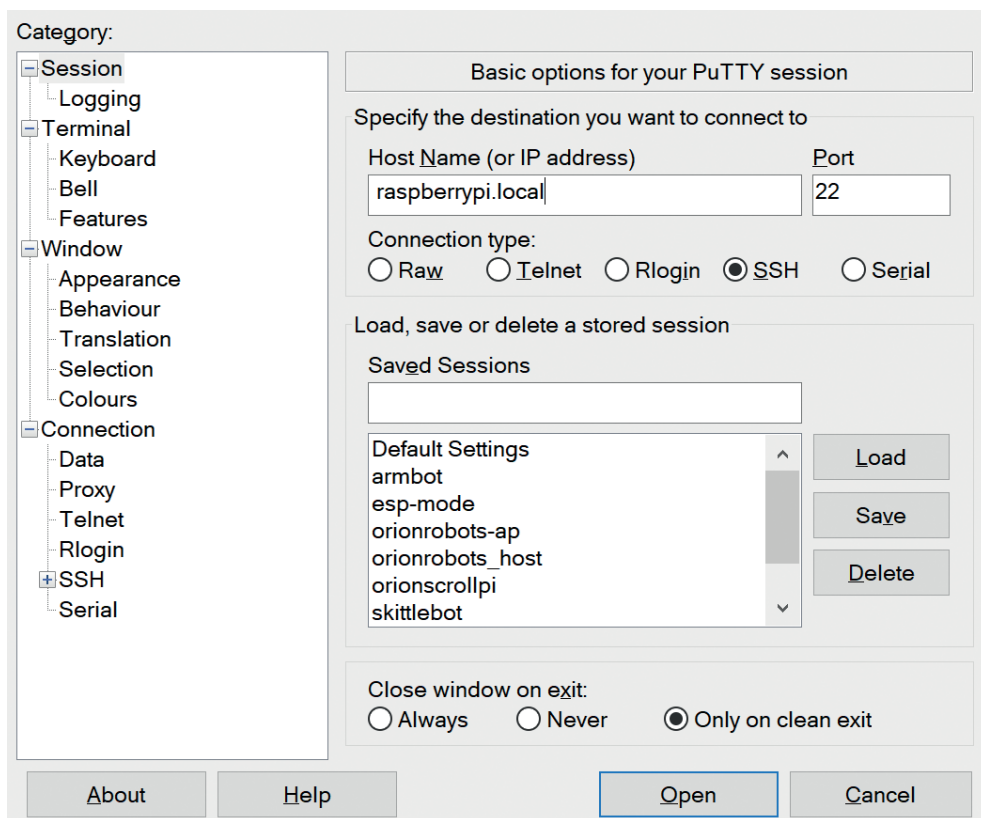 Category:
Session
Logging
Terminal
Keyboard
Bell
Features
Window
Appearance
Behaviour
Translation
Selection
Colours
Connection
Data
Proxy
Telnet
Rlogin
SSH
Serial
Basic options for your PuTTY session
Specify the destination you want to connect to
Host Name (or IP address) Port
raspberrypi.local 22
Connection type:
Raw Telnet Rlogin SSH Serial
Load, save or delete a stored session
Saved Sessions
Default Settings
armbot
esp-mode
orionrobots-ap
orionrobots_host
orionscrollpi
skittlebot
Load
Save
Delete
Close window on exit:
Always Never Only on clean exit
About Help Open Cancel